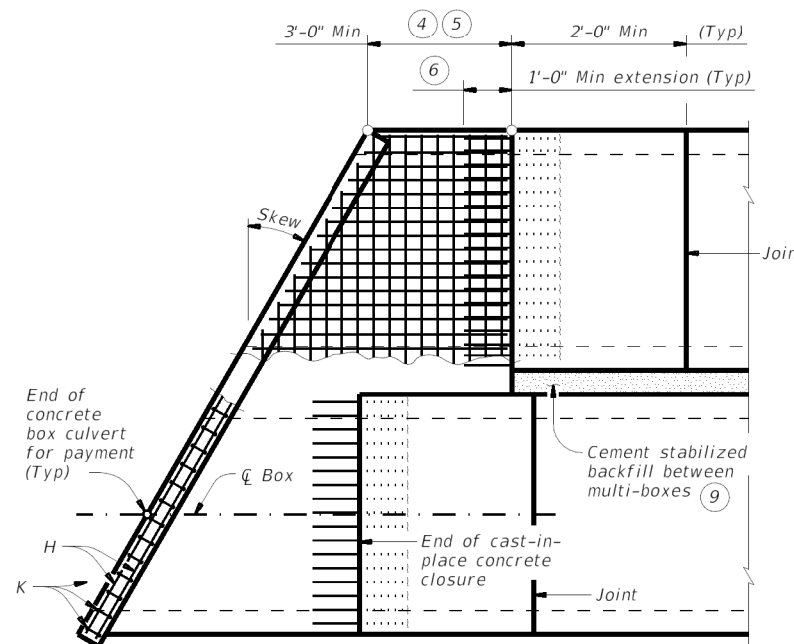 3'-0" Min
4 5
2'-0" Min (Typ)
6
1'-0" Min extension (Typ)
Skew
Join
End of
concrete
box culvert
for payment
(Typ)
℄ Box
Cement stabilized
backfill between
multi-boxes 9
H
End of cast-in-
place concrete
closure
K
Joint